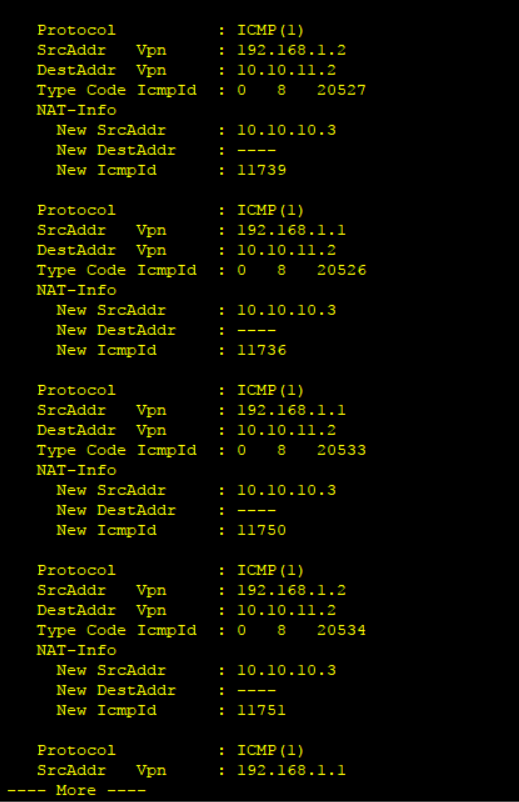 Protocol : ICMP(1)
SrcAddr Vpn : 192.168.1.2
DestAddr Vpn : 10.10.11.2
Type Code IcmpId : 0 8 20527
NAT-Info
New SrcAddr : 10.10.10.3
New DestAddr : ----
New IcmpId : 11739
Protocol : ICMP(1)
SrcAddr Vpn : 192.168.1.1
DestAddr Vpn : 10.10.11.2
Type Code IcmpId : 0 8 20526
NAT-Info
New SrcAddr : 10.10.10.3
New DestAddr : ----
New IcmpId : 11736
Protocol : ICMP(1)
SrcAddr Vpn : 192.168.1.1
DestAddr Vpn : 10.10.11.2
Type Code IcmpId : 0 8 20533
NAT-Info
New SrcAddr : 10.10.10.3
New DestAddr : ----
New IcmpId : 11750
Protocol : ICMP(1)
SrcAddr Vpn : 192.168.1.2
DestAddr Vpn : 10.10.11.2
Type Code IcmpId : 0 8 20534
NAT-Info
New SrcAddr : 10.10.10.3
New DestAddr : ----
New IcmpId : 11751
Protocol : ICMP(1)
SrcAddr Vpn : 192.168.1.1
---- More ----